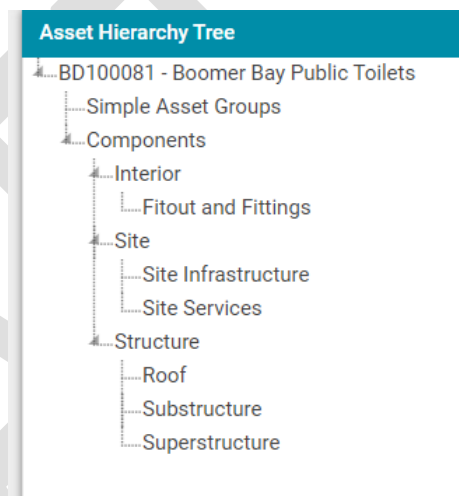 Asset Hierarchy Tree
BD100081 - Boomer Bay Public Toilets
Simple Asset Groups
Components
Interior
Fitout and Fittings
Site
Site Infrastructure
Site Services
Structure
Roof
Substructure
Superstructure